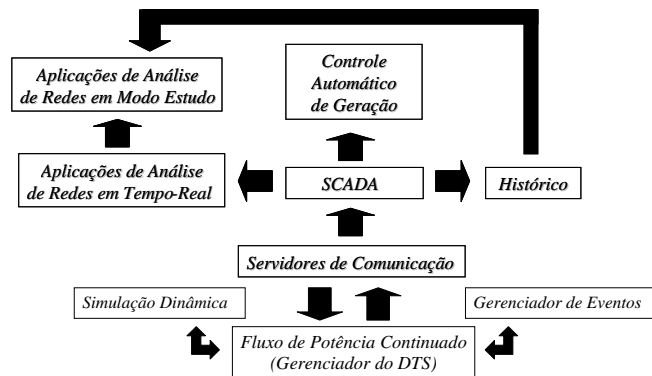 Aplicações de Análise
de Redes em Modo Estudo
Controle
Automático
de Geração
Aplicações de Análise
de Redes em Tempo-Real
SCADA
Histórico
Servidores de Comunicação
Simulação Dinâmica
Gerenciador de Eventos
Fluxo de Potência Continuado
(Gerenciador do DTS)